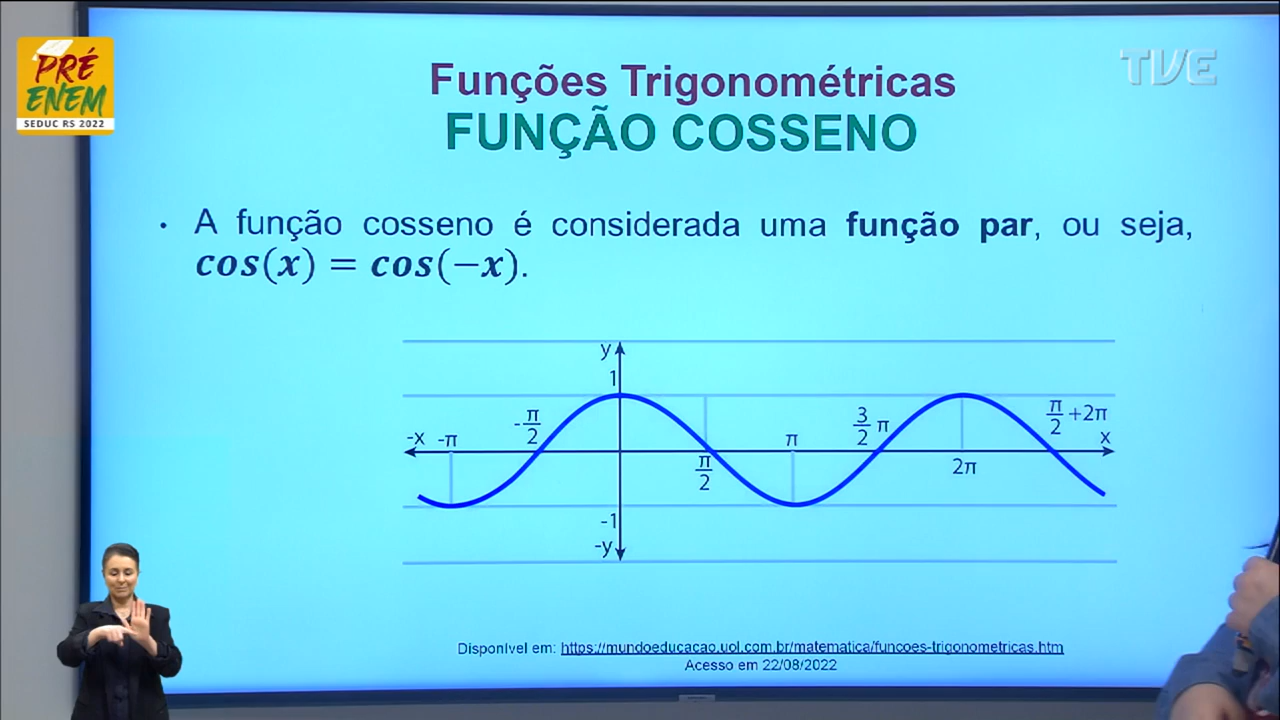 PRÉ
ENEM
SEDUC RS 2022
TVE
Funções Trigonométricas
FUNÇÃO COSSENO
• A função cosseno é considerada uma função par, ou seja,
cos(x) = cos(−x).
y
1
-x -π
-π/2
π/2
π
3/2 π
2π
π/2 +2π
x
-1
-y
Disponível em: https://mundoeducacao.uol.com.br/matematica/funcoes-trigonometricas.htm
Acesso em 22/08/2022